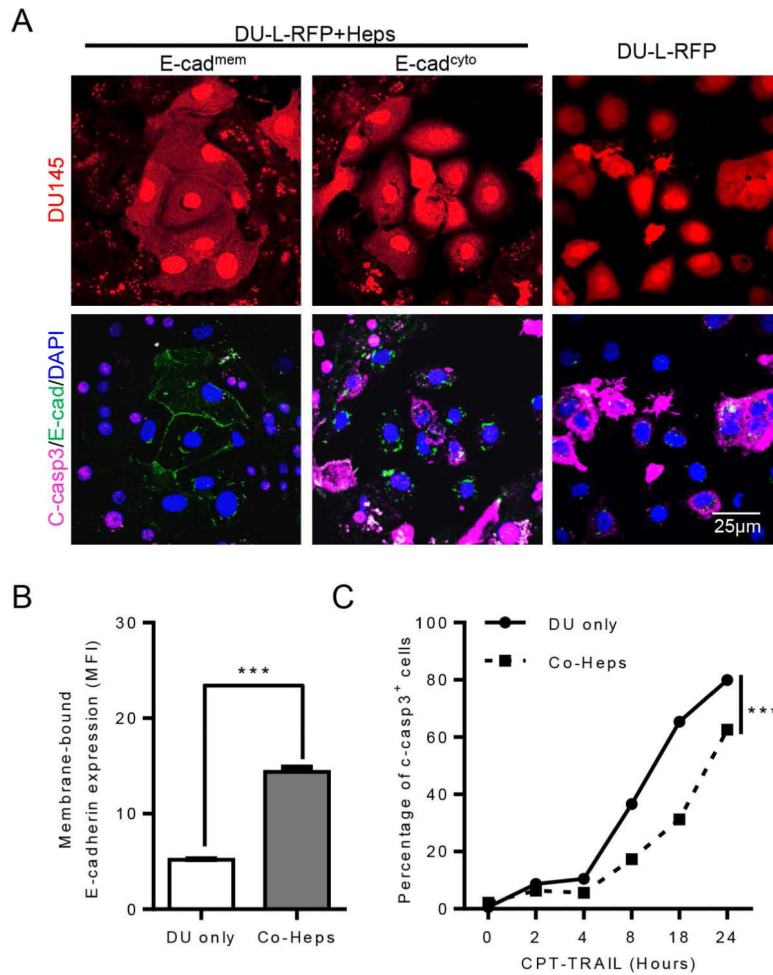 A
DU-L-RFP+Heps
E-cadmem
E-cadcyto
DU-L-RFP
DU145
C-casp3/E-cad/DAPI
25μm
B
Membrane-bound
E-cadherin expression (MFI)
30
20
10
0
***
DU only
Co-Heps
C
Percentage of c-casp3+ cells
100
80
60
40
20
0
DU only
Co-Heps
***
0 2 4 8 18 24
CPT-TRAIL (Hours)